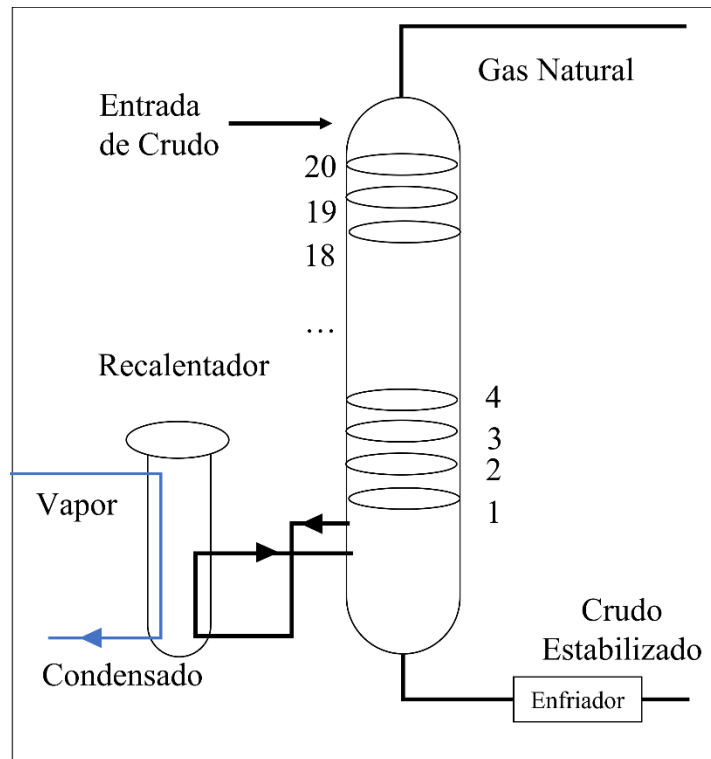 Gas Natural
Entrada
de Crudo
20
19
18
...
Recalentador
4
3
2
1
Vapor
Condensado
Crudo
Estabilizado
Enfriador